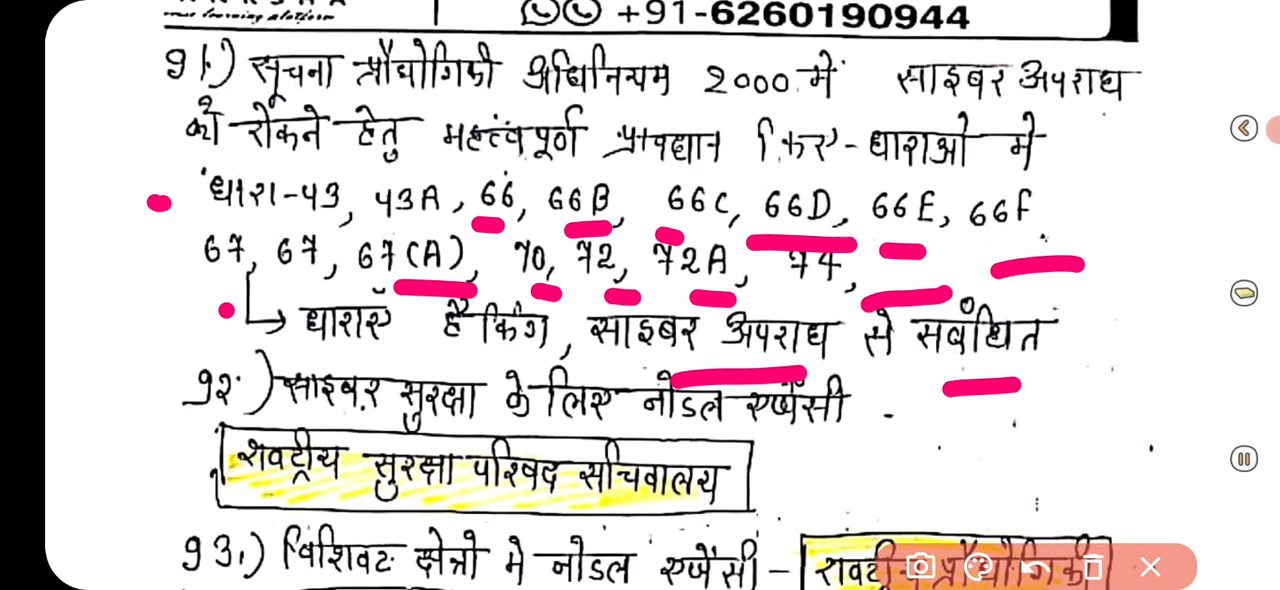 +91-6260190944
91.) सूचना प्रौद्योगिकी अधिनियम 2000 में साइबर अपराध
को रोकने हेतु महत्वपूर्ण प्रावधान किए - धाराओ में
धारा-43, 43A, 66, 66B, 66C, 66D, 66E, 66F
67, 67, 67(A), 70, 72, 72A, 74,
→ धाराएं हैकिंग, साइबर अपराध से संबंधित
92.) साइबर सुरक्षा के लिए नोडल एजेंसी
राष्ट्रीय सुरक्षा परिषद सचिवालय
93.) विशिष्ट क्षेत्रो मे नोडल एजेंसी -